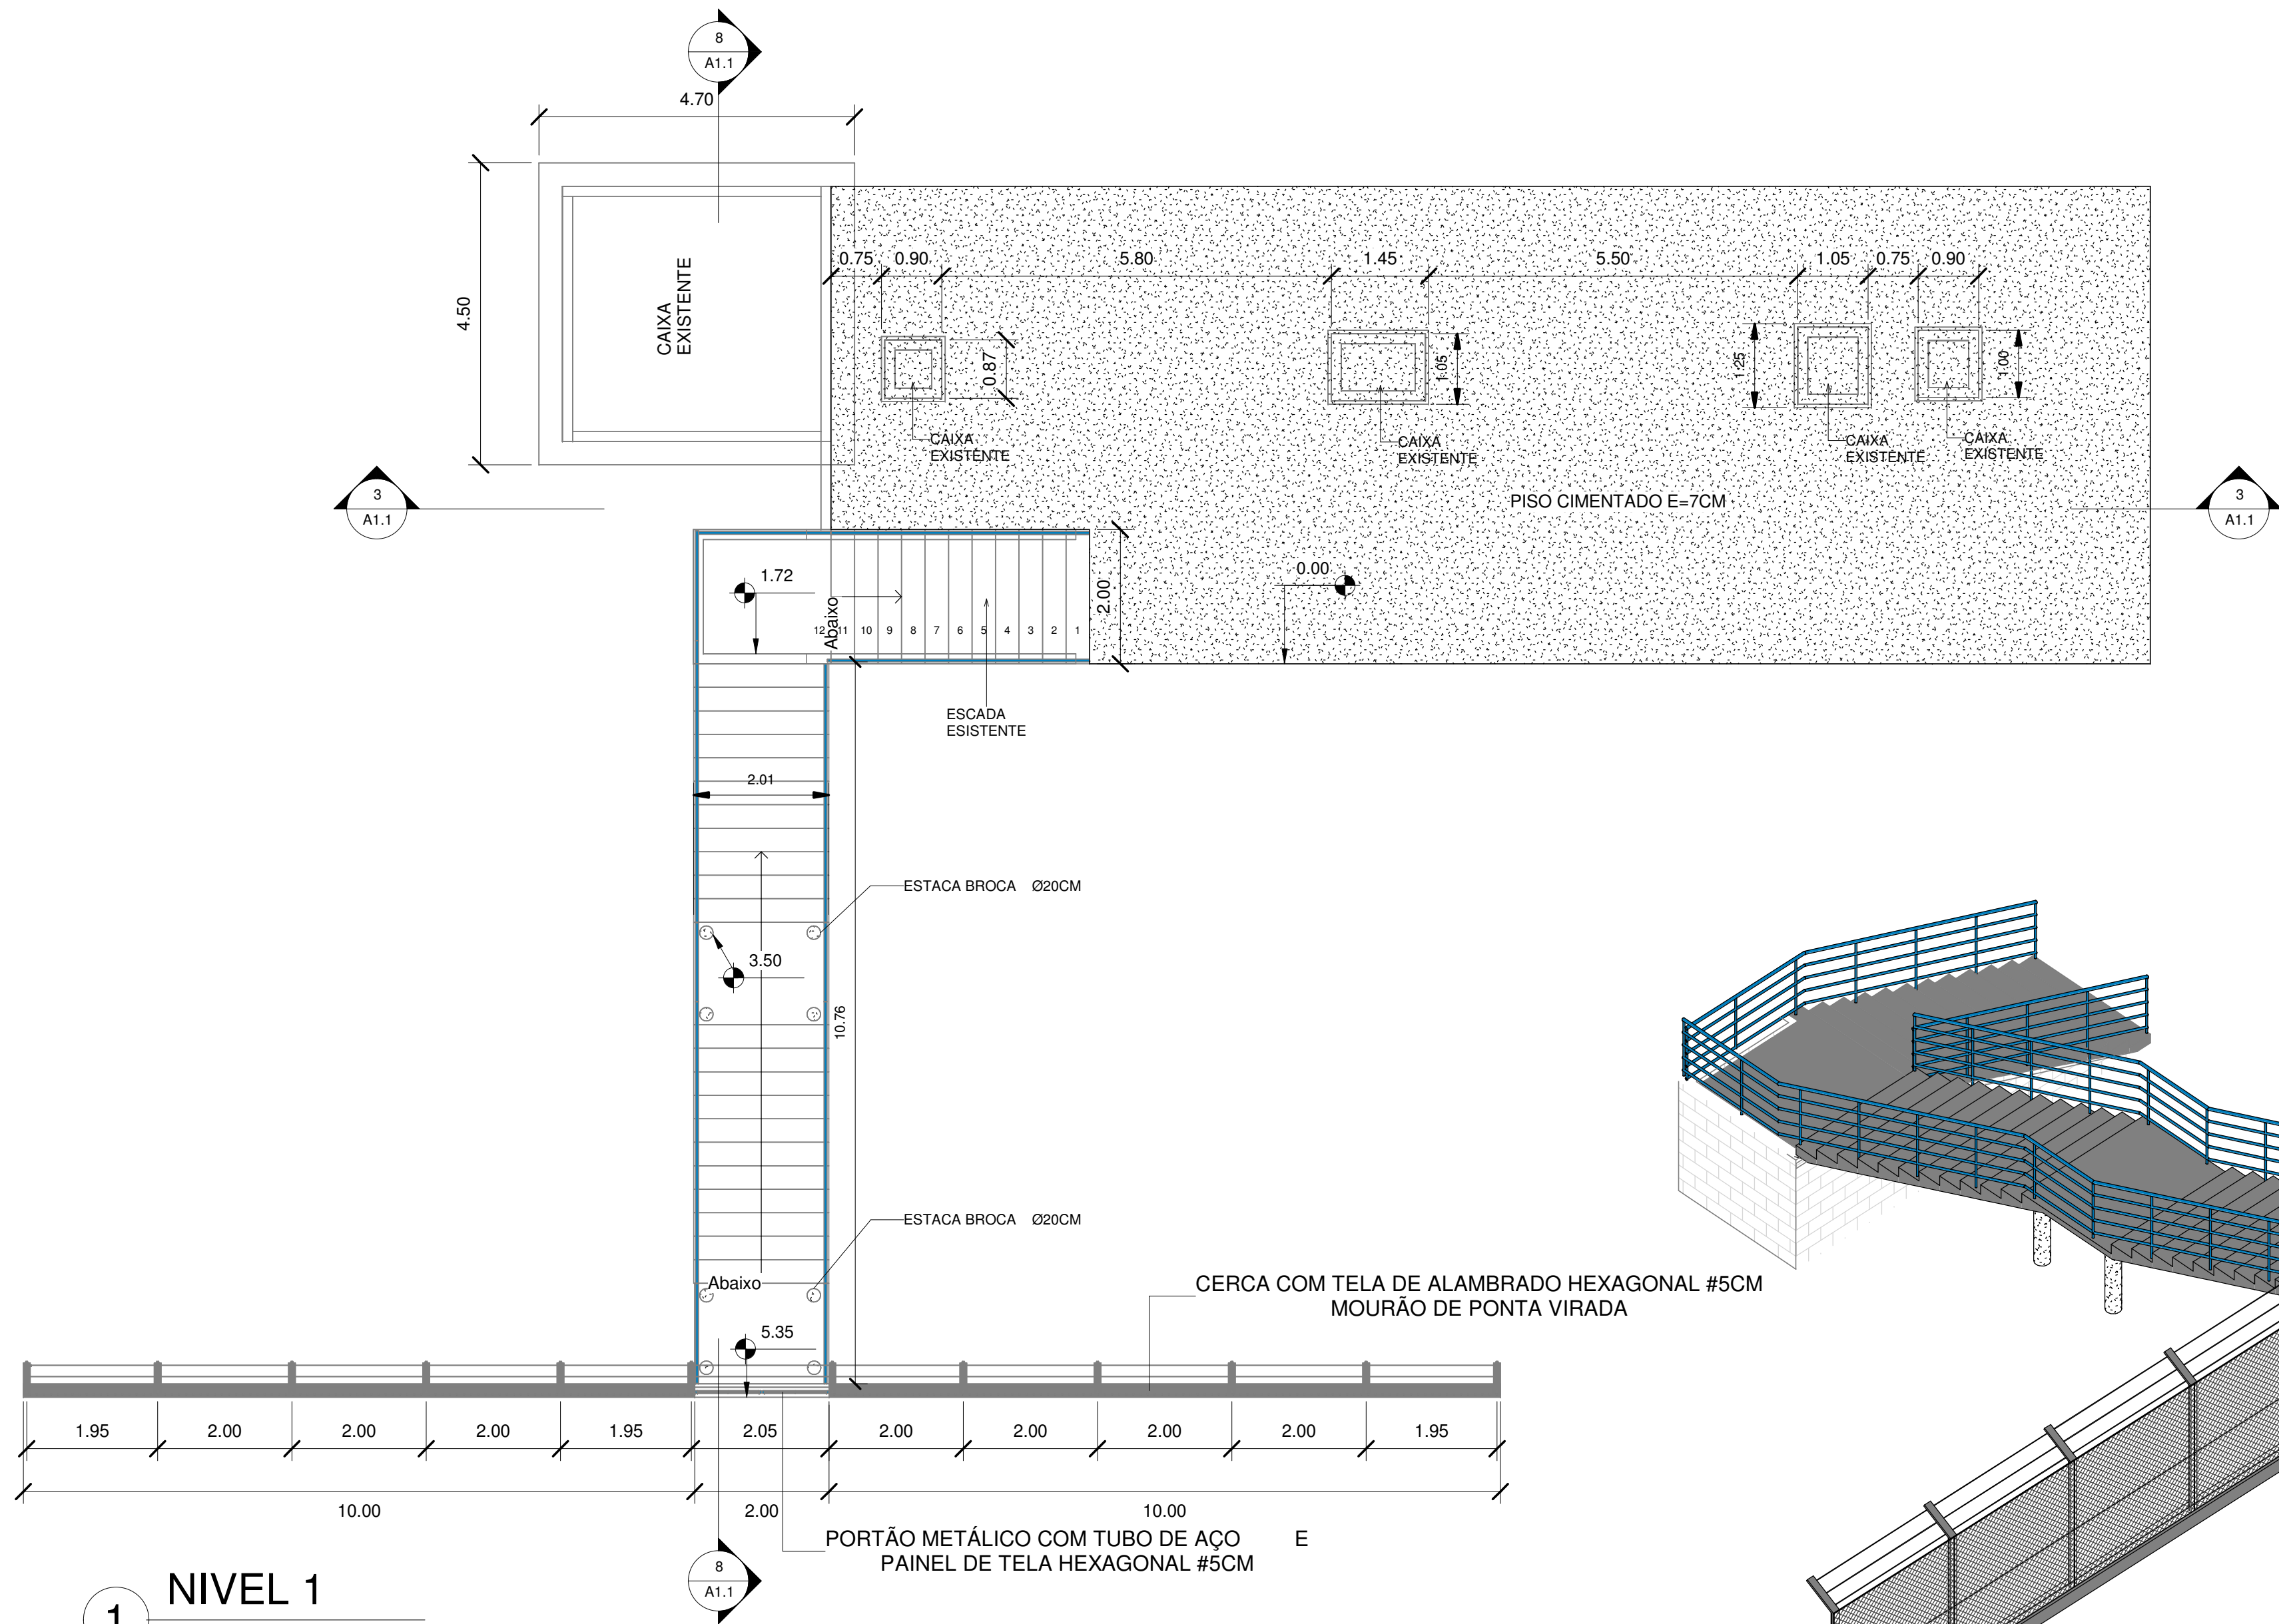 8
A1.1
4.70
4.50
CAIXA
EXISTENTE
0.75 0.90 5.80 1.45 5.50 1.05 0.75 0.90
0.87
1.05
1.25
1.00
CAIXA
EXISTENTE
CAIXA
EXISTENTE
CAIXA
EXISTENTE
CAIXA
EXISTENTE
3
A1.1
PISO CIMENTADO E=7CM
3
A1.1
1.72
Abaixo
12 11 10 9 8 7 6 5 4 3 2 1
2.00
0.00
ESCADA
ESISTENTE
2.01
ESTACA BROCA Ø20CM
3.50
10.76
ESTACA BROCA Ø20CM
Abaixo
CERCA COM TELA DE ALAMBRADO HEXAGONAL #5CM
MOURÃO DE PONTA VIRADA
5.35
1.95 2.00 2.00 2.00 1.95 2.05 2.00 2.00 2.00 2.00 1.95
10.00 2.00 10.00
PORTÃO METÁLICO COM TUBO DE AÇO E
PAINEL DE TELA HEXAGONAL #5CM
8
A1.1
NIVEL 1
1